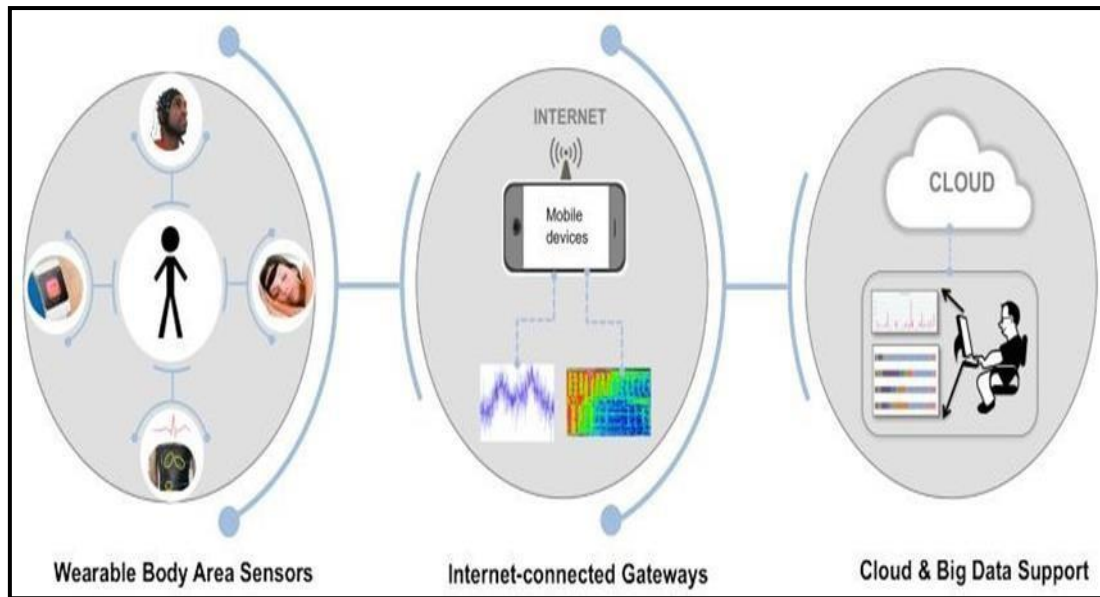 INTERNET
Mobile
devices
CLOUD
Wearable Body Area Sensors
Internet-connected Gateways
Cloud & Big Data Support